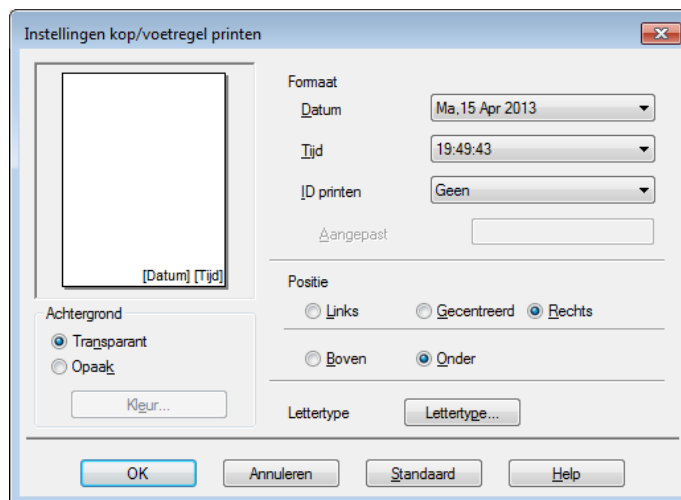 Instellingen kop/voetregel printen
[Datum] [Tijd]
Achtergrond
Transparant
Opaak
Kleur...
Formaat
Datum
Ma,15 Apr 2013
Tijd
19:49:43
ID printen
Geen
Aangepast
Positie
Links
Gecentreerd
Rechts
Boven
Onder
Lettertype
Lettertype...
OK
Annuleren
Standaard
Help